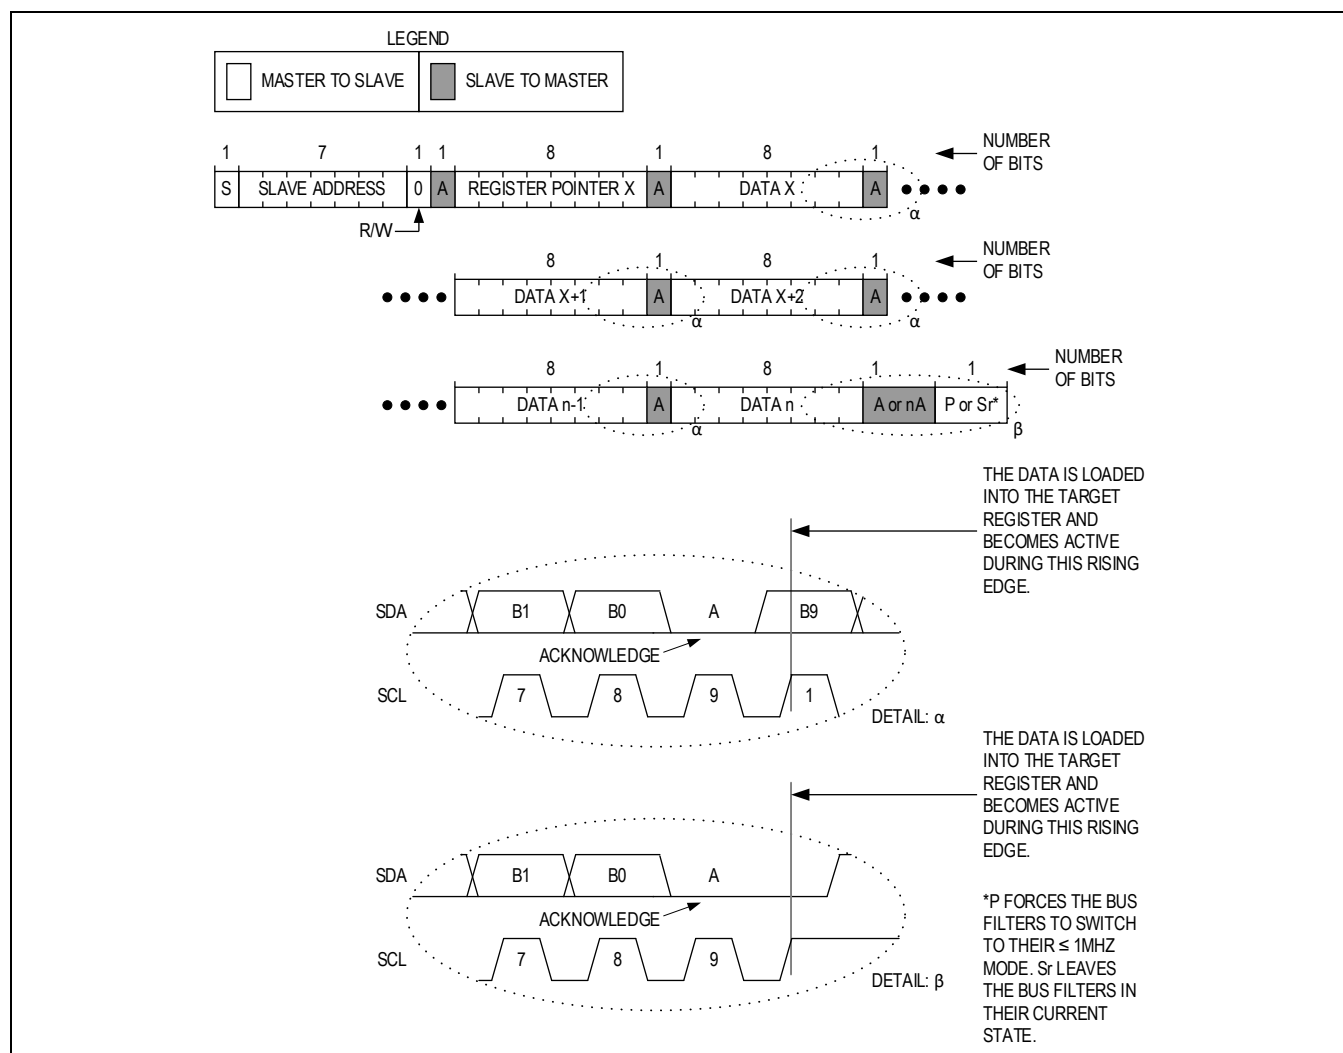 LEGEND
MASTER TO SLAVE SLAVE TO MASTER
1 7 1 1 8 1 8 1 NUMBER
OF BITS
S SLAVE ADDRESS 0 A REGISTER POINTER X A DATA X A
α
R/W
8 1 8 1 NUMBER
OF BITS
DATA X+1 A DATA X+2 A
α α
8 1 8 1 1 NUMBER
OF BITS
DATA n-1 A DATA n A or nA P or Sr*
α β
THE DATA IS LOADED
INTO THE TARGET
REGISTER AND
BECOMES ACTIVE
DURING THIS RISING
EDGE.
SDA B1 B0 A B9
ACKNOWLEDGE
SCL 7 8 9 1
DETAIL: α
THE DATA IS LOADED
INTO THE TARGET
REGISTER AND
BECOMES ACTIVE
DURING THIS RISING
EDGE.
SDA B1 B0 A
ACKNOWLEDGE
SCL 7 8 9
DETAIL: β
*P FORCES THE BUS
FILTERS TO SWITCH
TO THEIR ≤ 1MHZ
MODE. Sr LEAVES
THE BUS FILTERS IN
THEIR CURRENT
STATE.